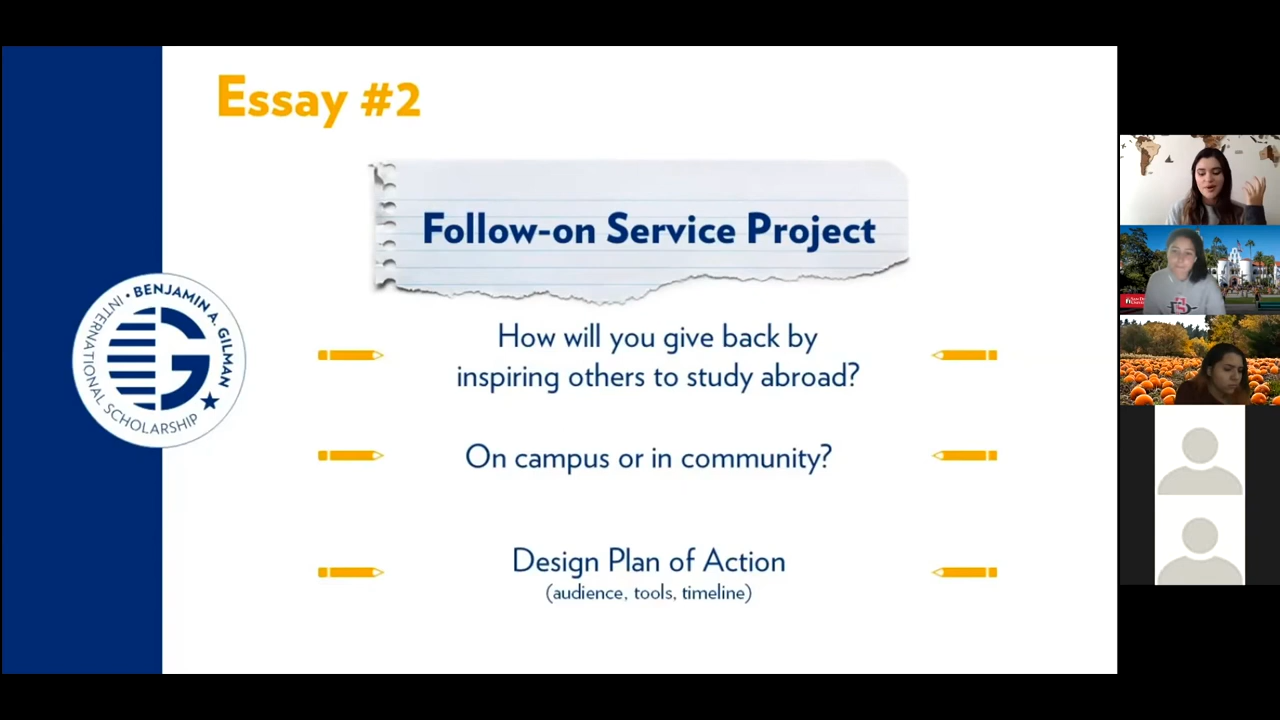 Essay #2
Follow-on Service Project
How will you give back by
inspiring others to study abroad?
On campus or in community?
Design Plan of Action
(audience, tools, timeline)
BENJAMIN A. GILMAN
INTERNATIONAL SCHOLARSHIP
G